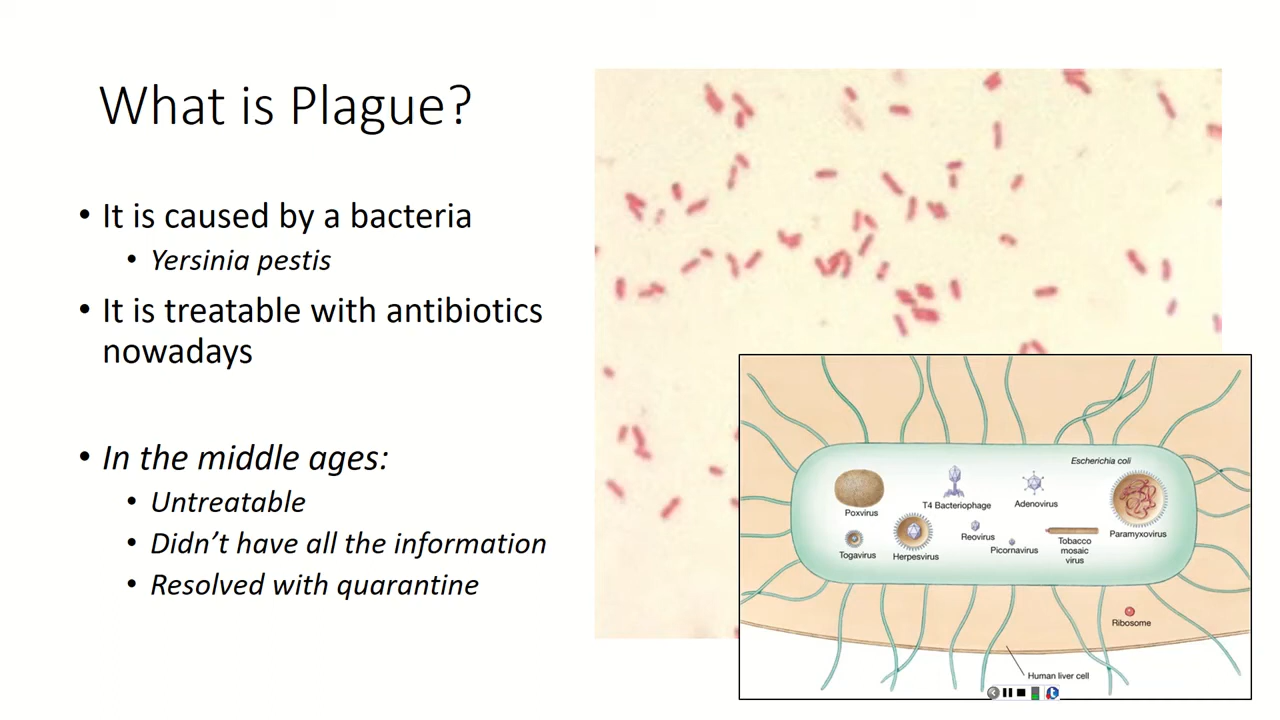 What is Plague?
• It is caused by a bacteria
• Yersinia pestis
• It is treatable with antibiotics
nowadays
• In the middle ages:
• Untreatable
• Didn’t have all the information
• Resolved with quarantine
Escherichia coli
Poxvirus
T4 Bacteriophage
Adenovirus
Paramyxovirus
Togavirus
Herpesvirus
Reovirus
Picornavirus
Tobacco
mosaic
virus
Ribosome
Human liver cell